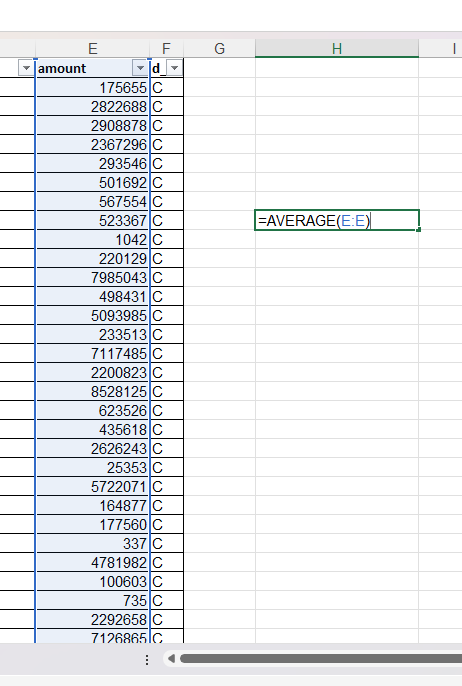 E F G H I
amount d_
175655 C
2822688 C
2908878 C
2367296 C
293546 C
501692 C
567554 C
523367 C =AVERAGE(E:E)
1042 C
220129 C
7985043 C
498431 C
5093985 C
233513 C
7117485 C
2200823 C
8528125 C
623526 C
435618 C
2626243 C
25353 C
5722071 C
164877 C
177560 C
337 C
4781982 C
100603 C
735 C
2292658 C
7126865 C